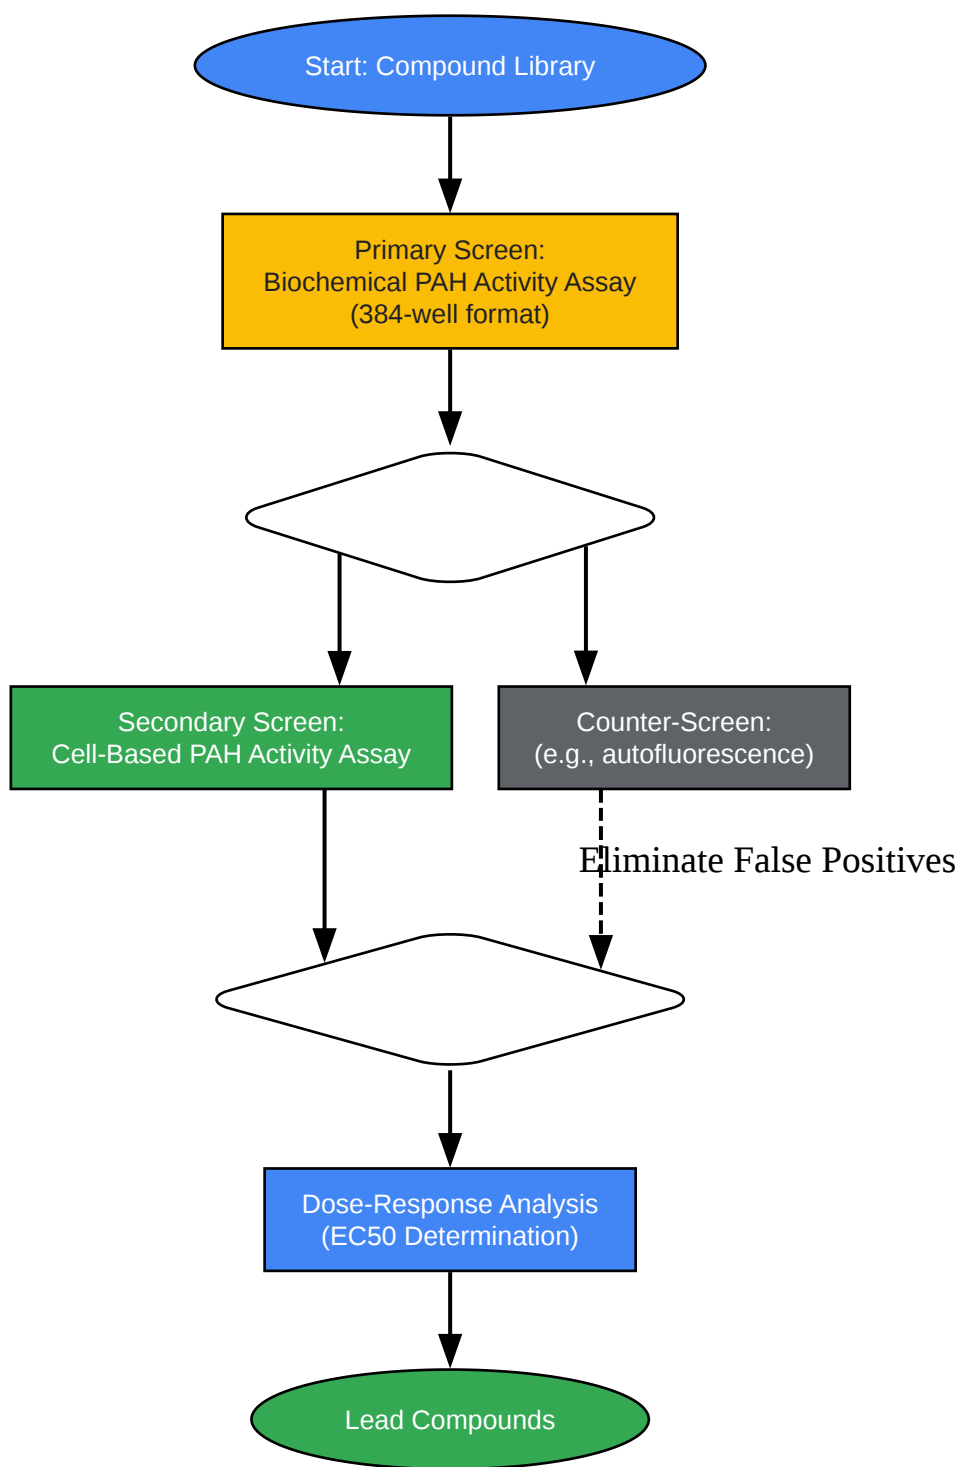 Start: Compound Library
Primary Screen:
Biochemical PAH Activity Assay
(384-well format)
Secondary Screen:
Cell-Based PAH Activity Assay
Counter-Screen:
(e.g., autofluorescence)
Eliminate False Positives
Dose-Response Analysis
(EC50 Determination)
Lead Compounds